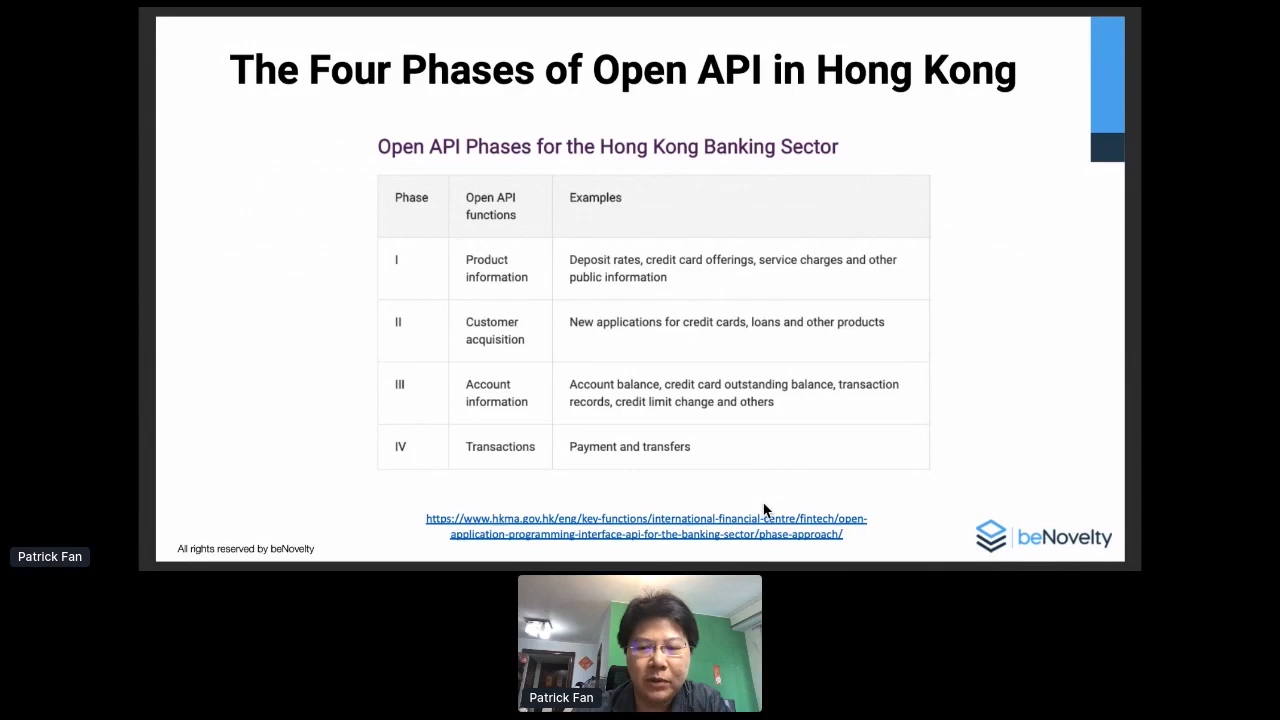 The Four Phases of Open API in Hong Kong
Open API Phases for the Hong Kong Banking Sector
Phase
Open API
functions
Examples
I
Product
information
Deposit rates, credit card offerings, service charges and other
public information
II
Customer
acquisition
New applications for credit cards, loans and other products
III
Account
information
Account balance, credit card outstanding balance, transaction
records, credit limit change and others
IV
Transactions
Payment and transfers
https://www.hkma.gov.hk/eng/key-functions/international-financial-centre/fintech/open-
application-programming-interface-api-for-the-banking-sector/phase-approach/
All rights reserved by beNovelty
beNovelty
Patrick Fan
Patrick Fan